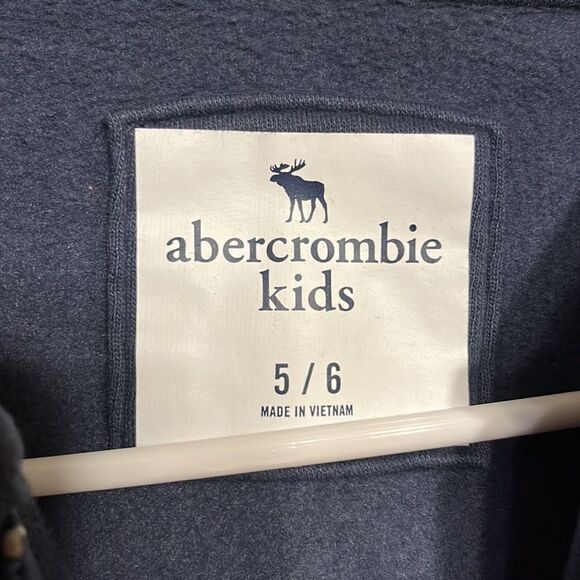 abercrombie
kids
5 / 6
MADE IN VIETNAM